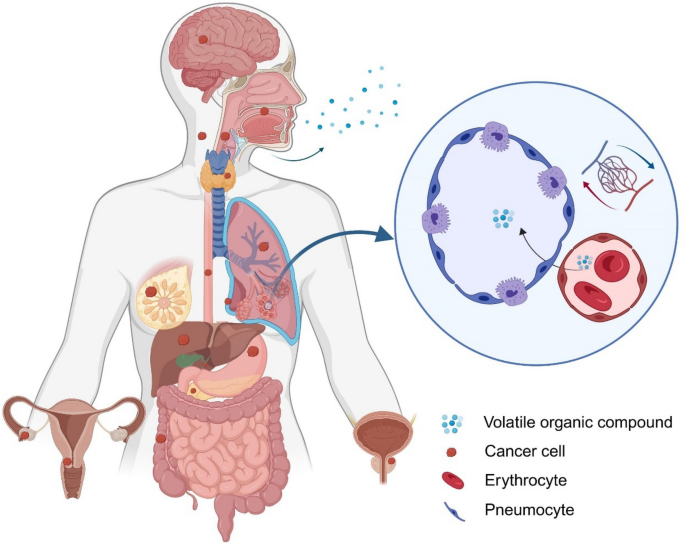 Volatile organic compound
Cancer cell
Erythrocyte
Pneumocyte